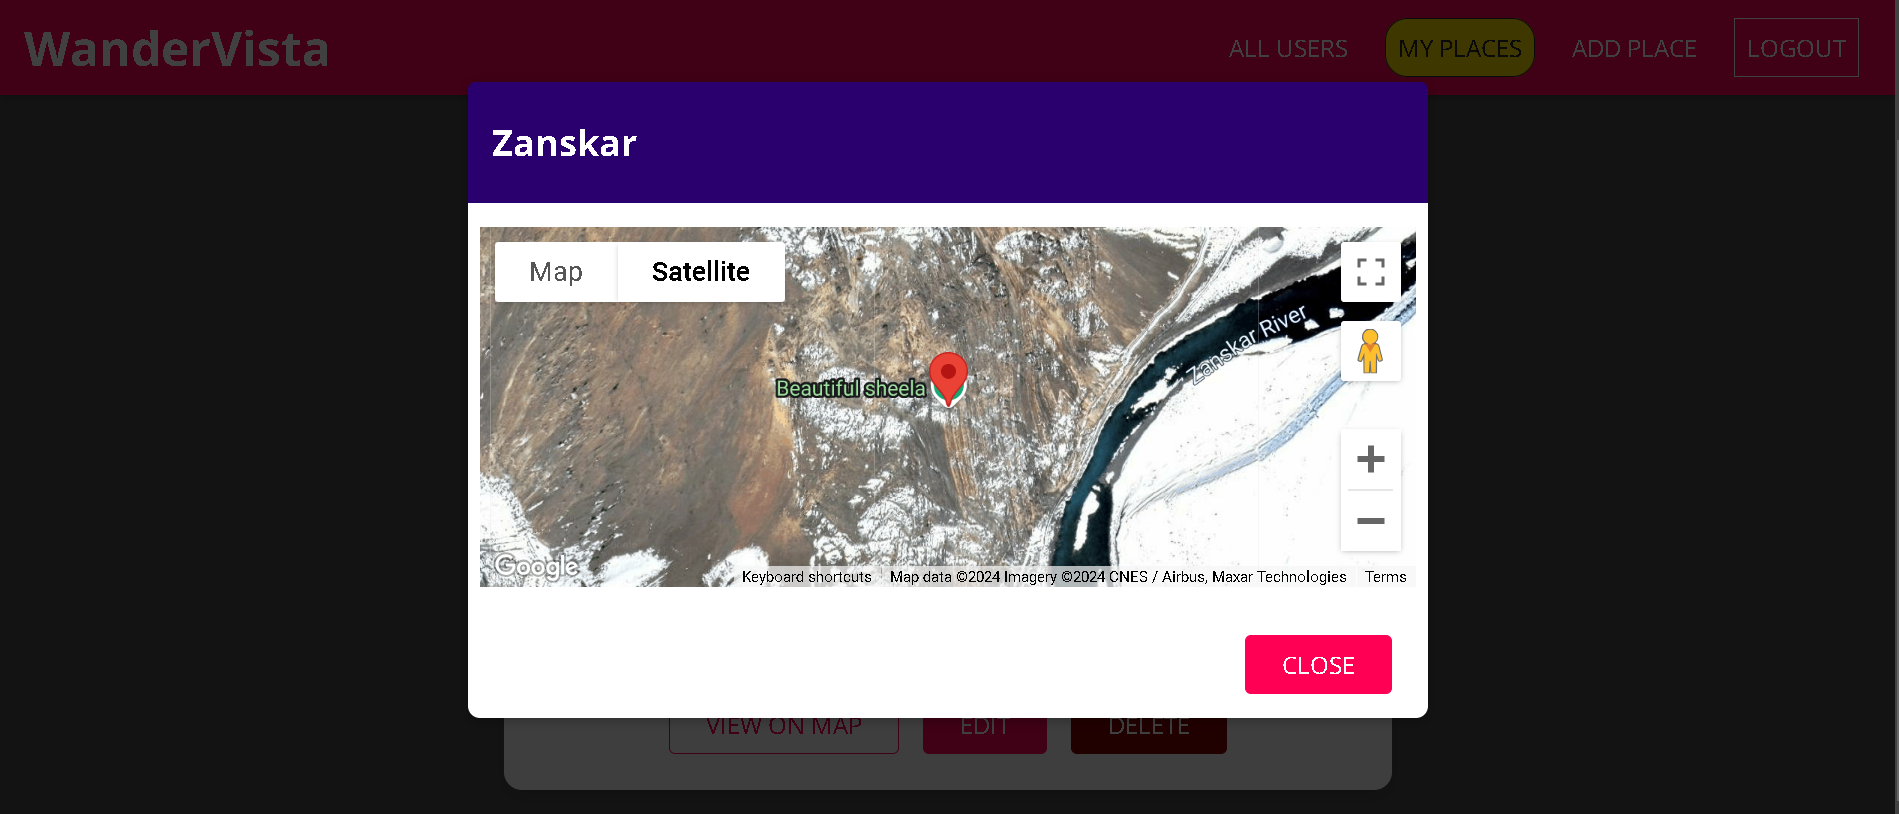 WanderVista
ALL USERS
MY PLACES
ADD PLACE
LOGOUT
Zanskar
Map
Satellite
Zanskar River
Beautiful sheela
Google
Keyboard shortcuts
Map data ©2024 Imagery ©2024 CNES / Airbus, Maxar Technologies
Terms
CLOSE
VIEW ON MAP
EDIT
DELETE